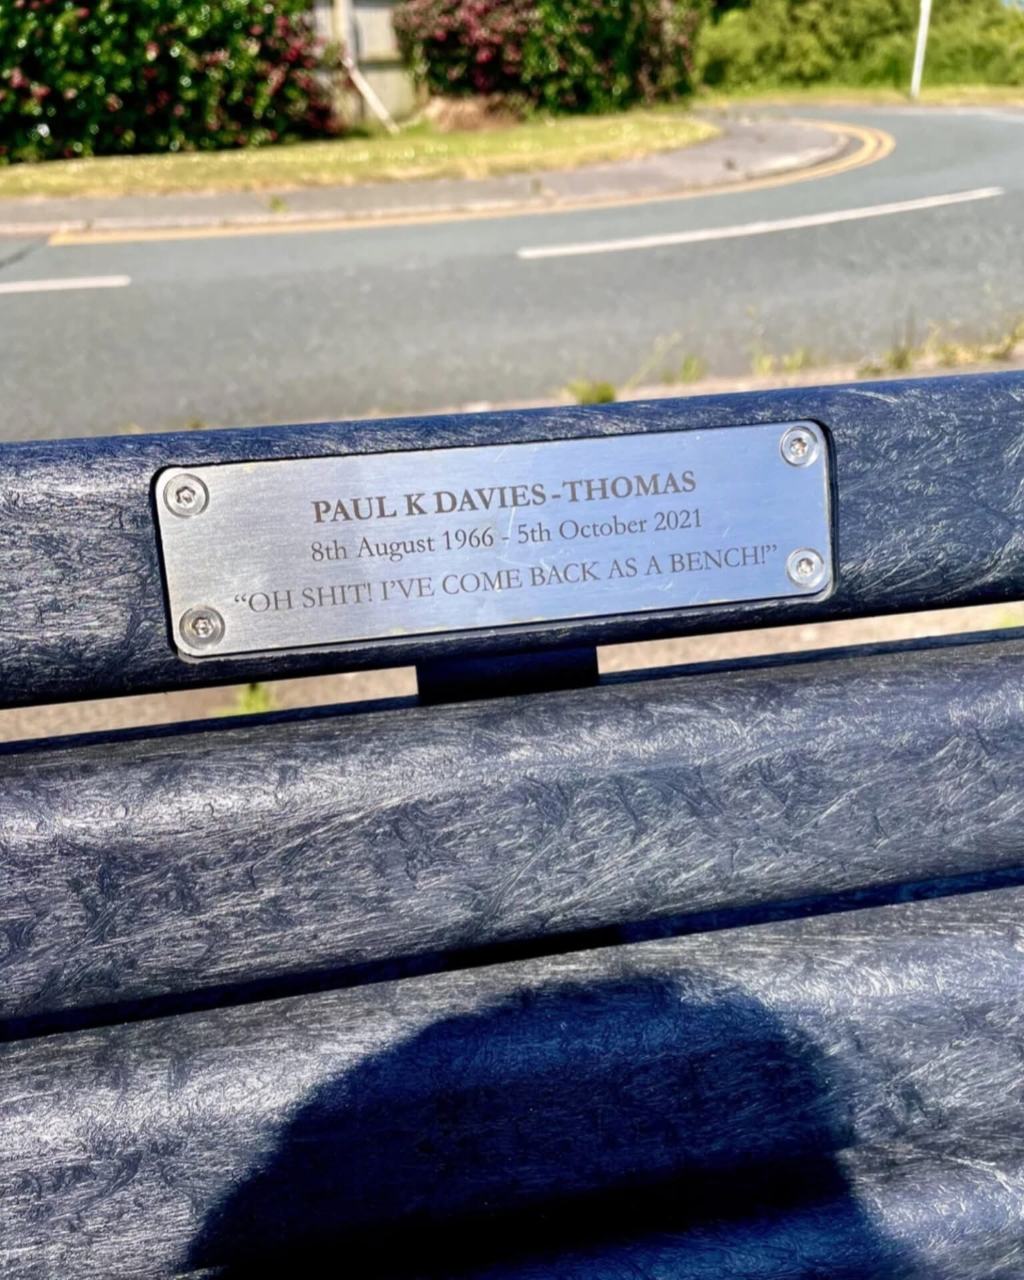 PAUL K DAVIES-THOMAS
8th August 1966 - 5th October 2021
“OH SHIT! I’VE COME BACK AS A BENCH!”